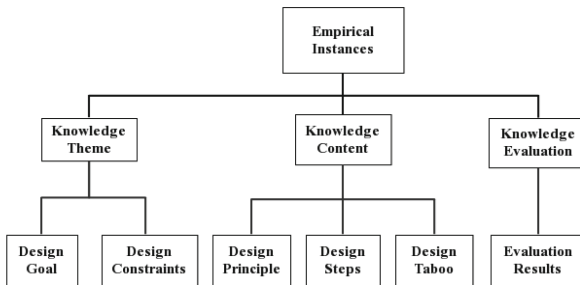 Empirical
Instances
Knowledge
Theme
Knowledge
Content
Knowledge
Evaluation
Design
Goal
Design
Constraints
Design
Principle
Design
Steps
Design
Taboo
Evaluation
Results